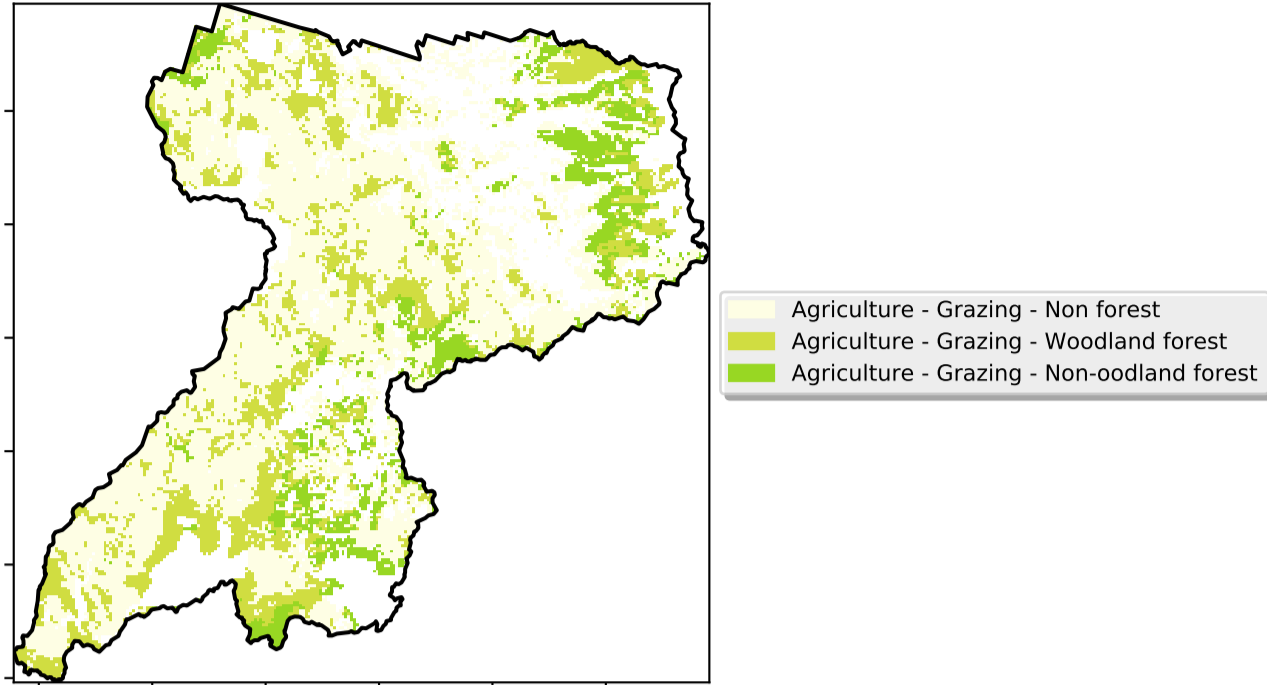 Agriculture - Grazing - Non forest
Agriculture - Grazing - Woodland forest
Agriculture - Grazing - Non-oodland forest